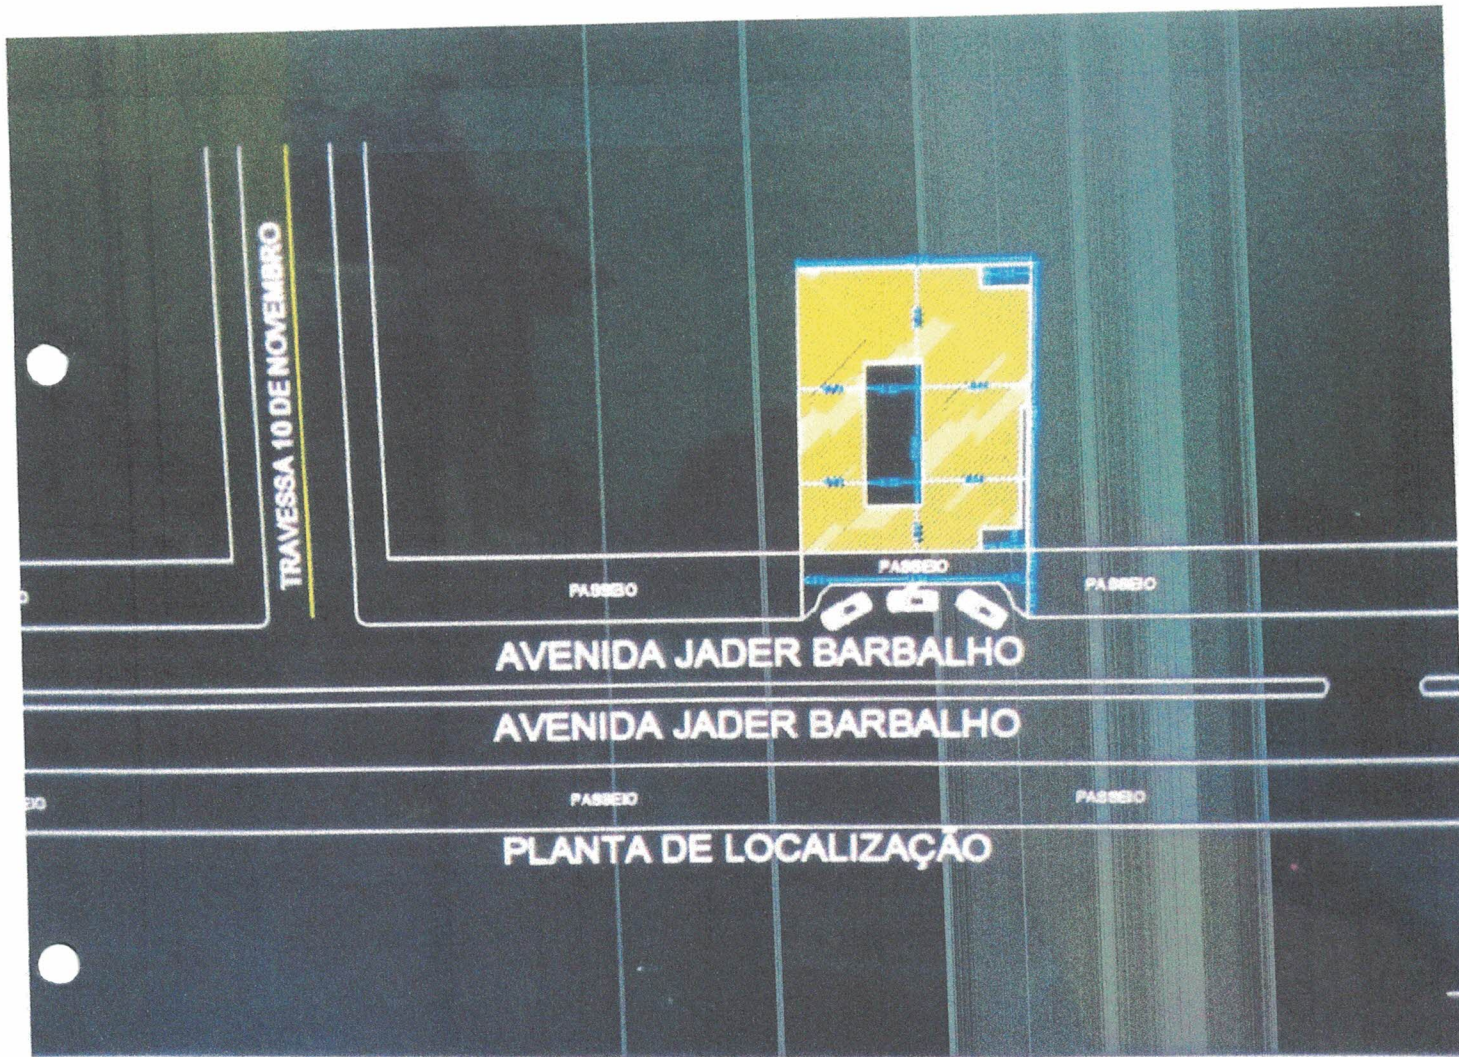 TRAVESSA 10 DE NOVEMBRO
PASSEIO
PASSEIO
PASSEIO
AVENIDA JADER BARBALHO
AVENIDA JADER BARBALHO
PASSEIO
PASSEIO
PLANTA DE LOCALIZAÇÃO